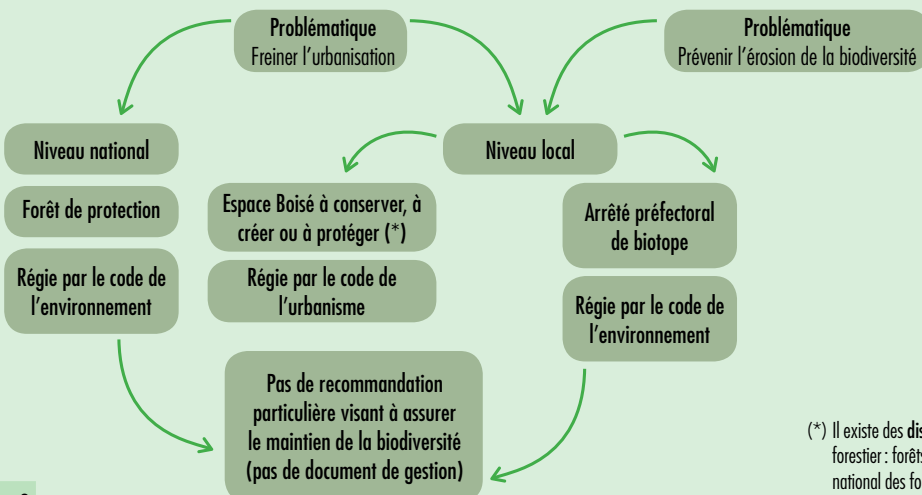 Problématique
Freiner l'urbanisation
Problématique
Prévenir l'érosion de la biodiversité
Niveau national
Niveau local
Forêt de protection
Espace Boisé à conserver, à
créer ou à protéger (*)
Arrêté préfectoral
de biotope
Régie par le code de
l'environnement
Régie par le code de
l'urbanisme
Régie par le code de
l'environnement
Pas de recommandation
particulière visant à assurer
le maintien de la biodiversité
(pas de document de gestion)
(*) Il existe des
forestier : forêts
national des